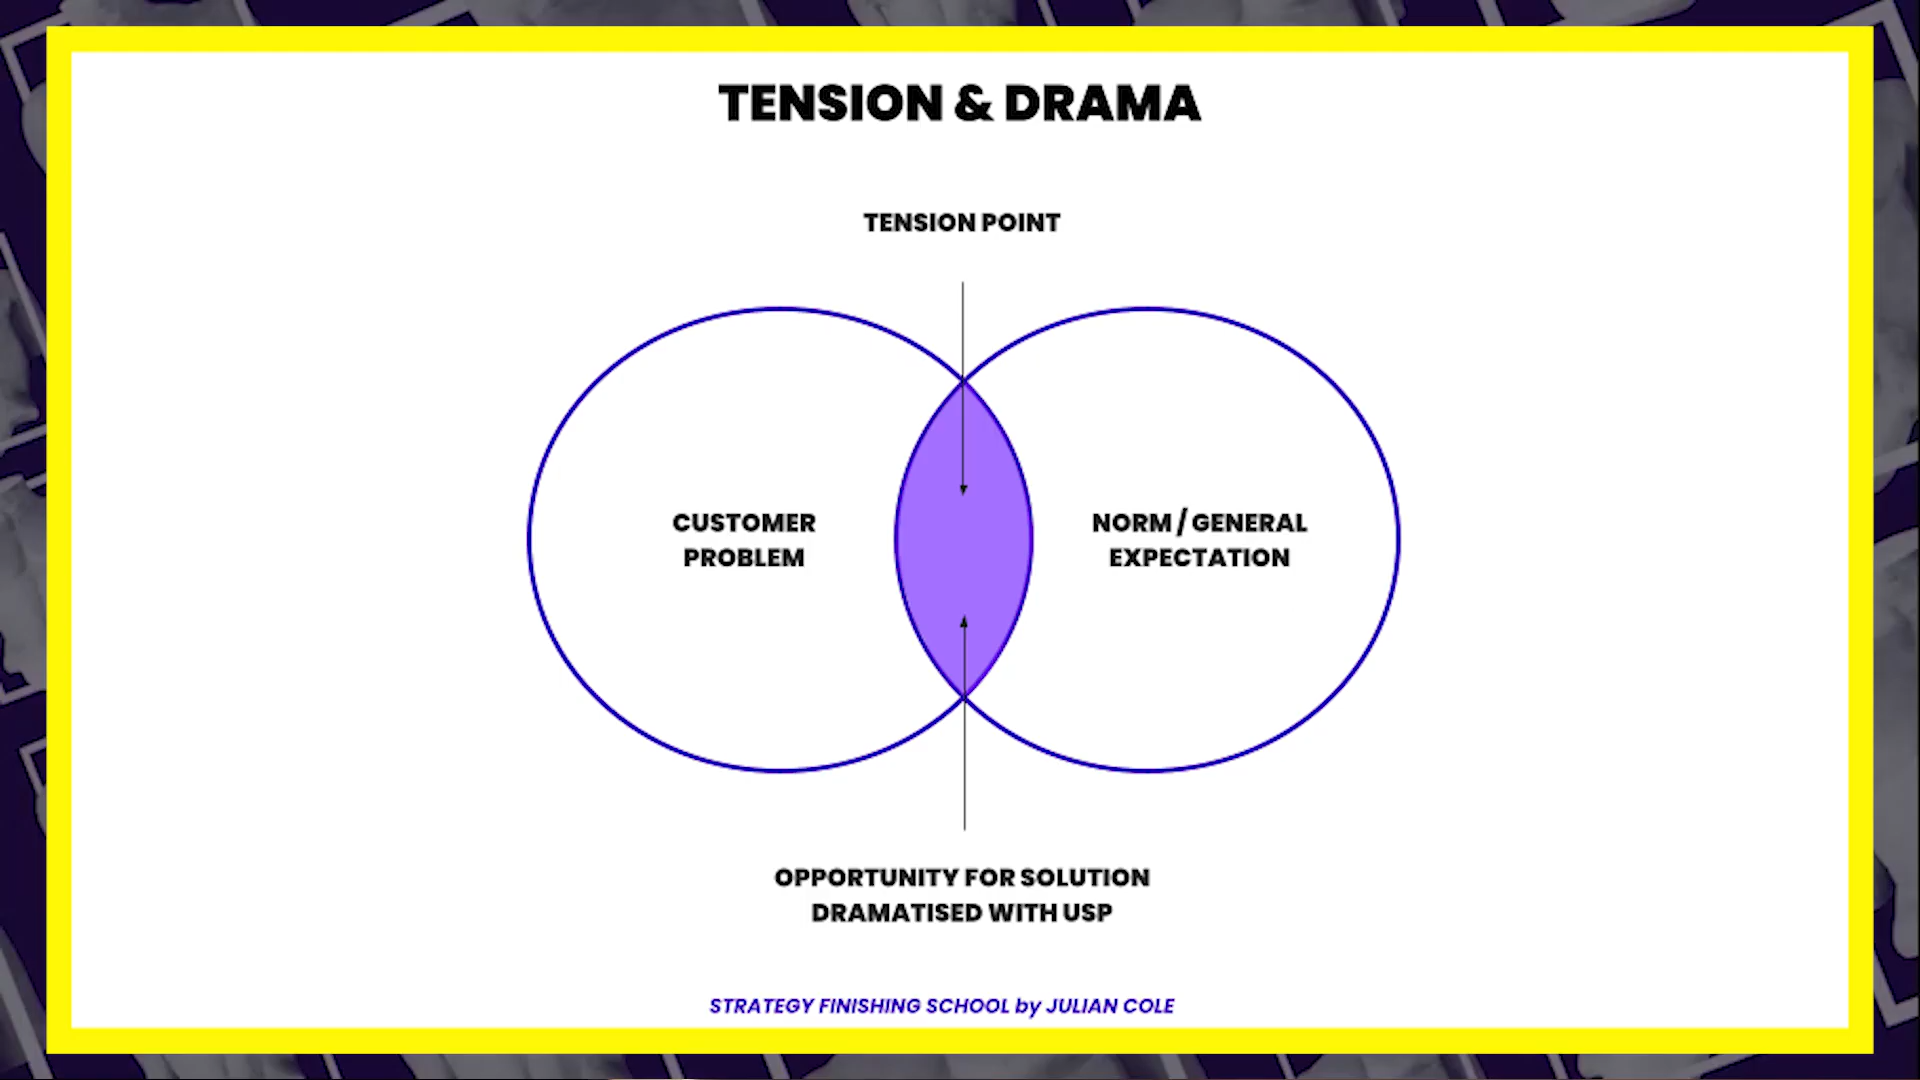 TENSION & DRAMA
TENSION POINT
CUSTOMER
PROBLEM
NORM / GENERAL
EXPECTATION
OPPORTUNITY FOR SOLUTION
DRAMATISED WITH USP
STRATEGY FINISHING SCHOOL by JULIAN COLE